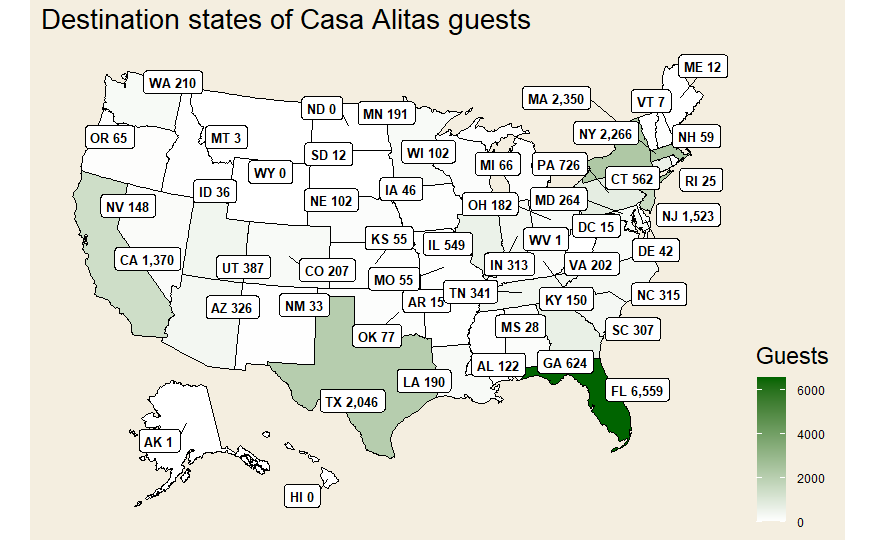 Destination states of Casa Alitas guests
ME 12
WA 210
MA 2,350
VT 7
ND 0
MN 191
NY 2,266
NH 59
OR 65
MT 3
WI 102
SD 12
MI 66
PA 726
WY 0
CT 562
RI 25
ID 36
IA 46
NV 148
NE 102
OH 182
MD 264
NJ 1,523
DC 15
KS 55
IL 549
WV 1
DE 42
CA 1,370
UT 387
CO 207
IN 313
VA 202
MO 55
TN 341
NC 315
AZ 326
NM 33
AR 15
KY 150
OK 77
MS 28
SC 307
Guests
AL 122
GA 624
LA 190
FL 6,559
6000
TX 2,046
4000
AK 1
2000
HI 0
0